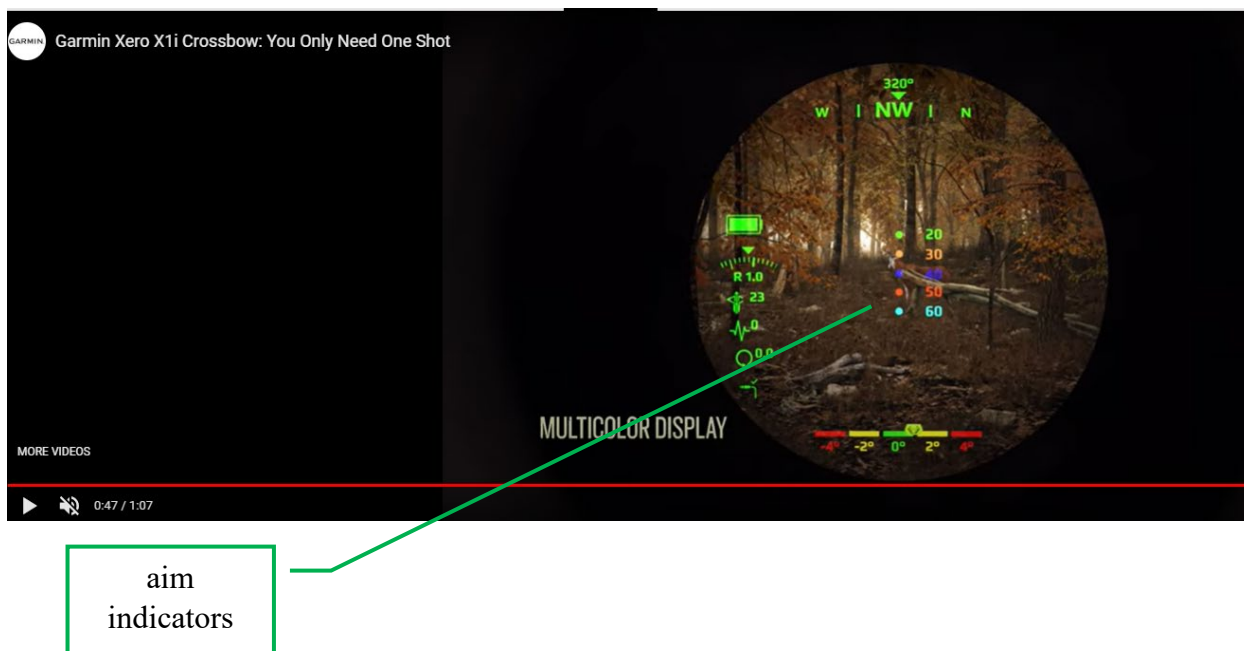 GARMIN
Garmin Xero X1i Crossbow: You Only Need One Shot
320°
W NW N
20
30
40
50
60
R 1.0
23
0
0.0
MULTICOLOR DISPLAY
-4° -2° 0° 2° 4°
MORE VIDEOS
0:47 / 1:07
aim
indicators